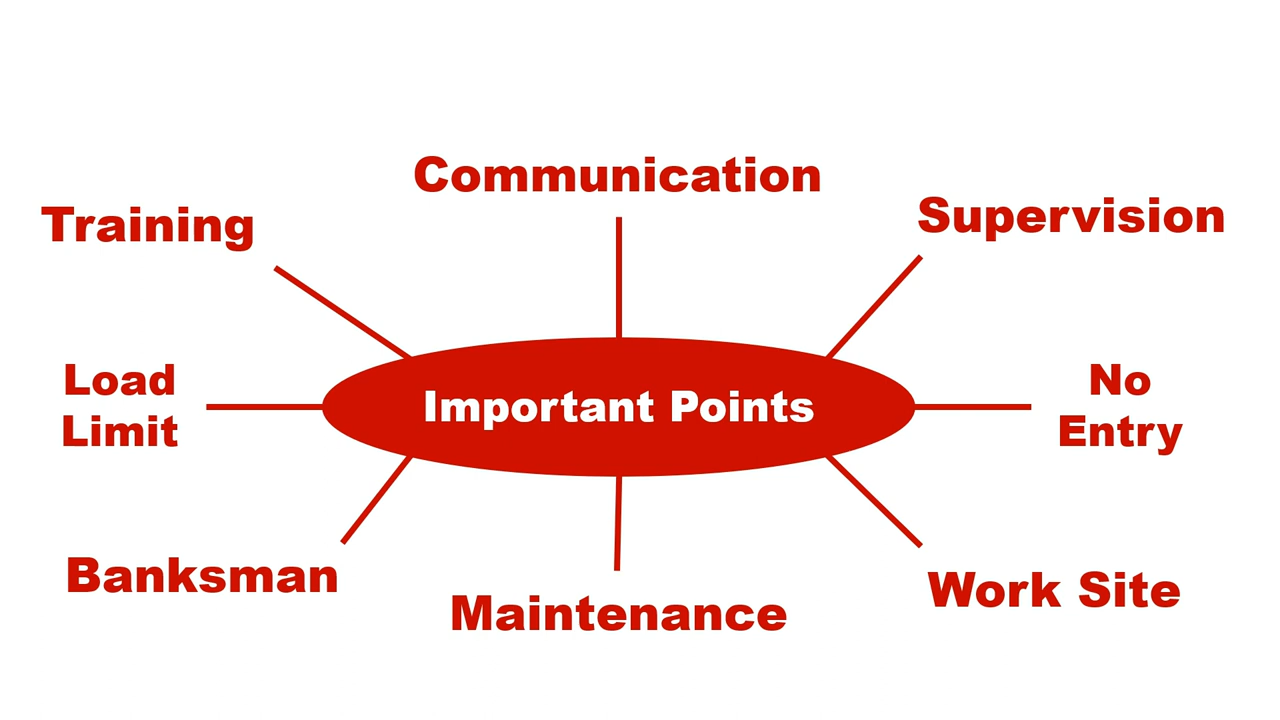 Communication
Training
Supervision
Load
Limit
Important Points
No
Entry
Banksman
Maintenance
Work Site